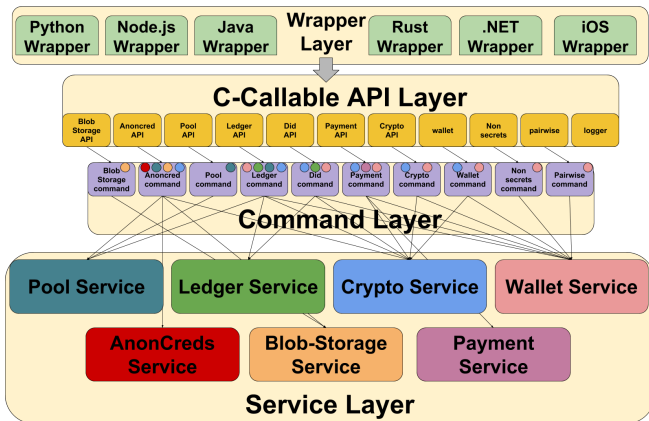 Python
Wrapper
Node.js
Wrapper
Java
Wrapper
Wrapper
Layer
Rust
Wrapper
.NET
Wrapper
iOS
Wrapper
C-Callable API Layer
Blob
Storage
API
Anoncred
API
Pool
API
Ledger
API
Did
API
Payment
API
Crypto
API
wallet
Non
secrets
pairwise
logger
Blob
Storage
command
Anoncred
command
Pool
command
Ledger
command
Did
command
Payment
command
Crypto
command
Wallet
command
Non
secrets
command
Pairwise
command
Command Layer
Pool Service
Ledger Service
Crypto Service
Wallet Service
AnonCreds
Service
Blob-Storage
Service
Payment
Service
Service Layer